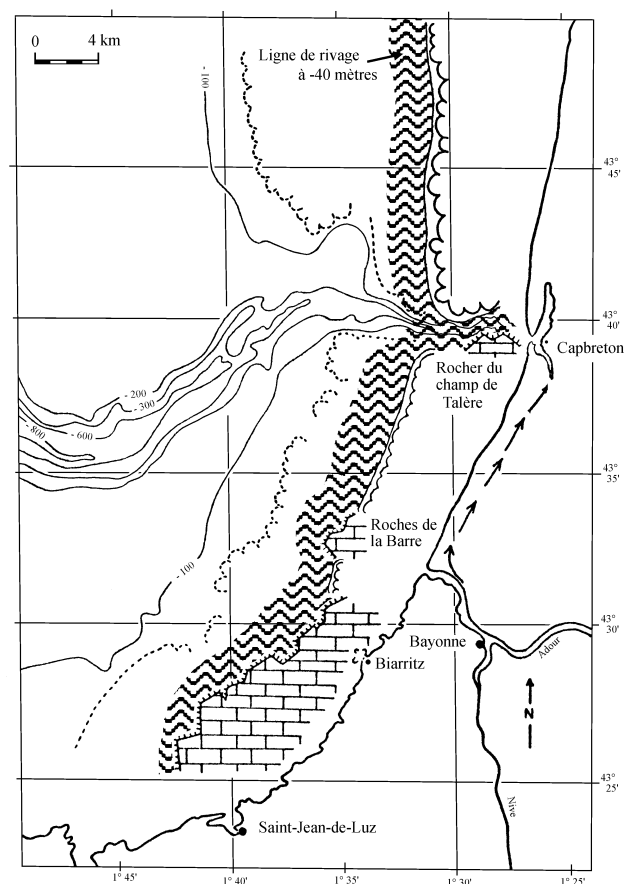 0 4 km
Ligne de rivage
à -40 mètres
- 100
43°
45'
43°
40'
Capbreton
Rocher du
champ de
Talère
- 200
- 300
- 600
- 800
43°
35'
Roches de
la Barre
- 100
43°
30'
Bayonne
Adour
Biarritz
N
43°
25'
Nive
Saint-Jean-de-Luz
1° 45'
1° 40'
1° 35'
1° 30'
1° 25'